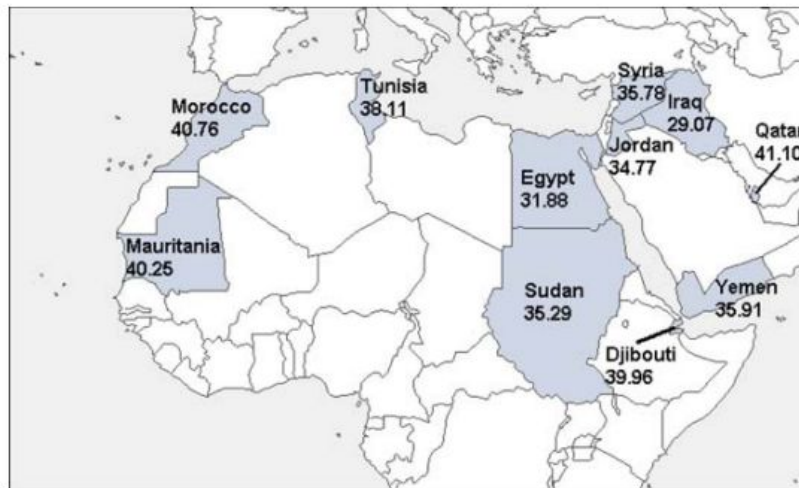 Syria
35.78
Tunisia
38.11
Morocco
40.76
Iraq
29.07
Qatar
41.10
Jordan
34.77
Egypt
31.88
Mauritania
40.25
Sudan
35.29
Yemen
35.91
Djibouti
39.96